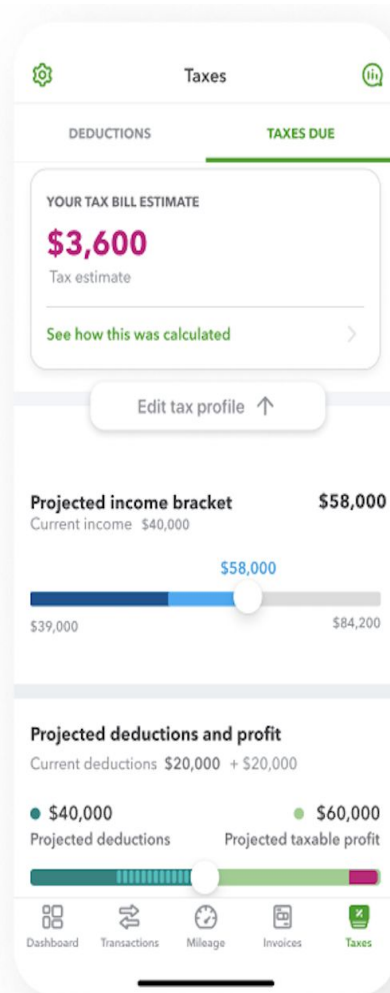 Taxes
DEDUCTIONS TAXES DUE
YOUR TAX BILL ESTIMATE
$3,600
Tax estimate
See how this was calculated
Edit tax profile
Projected income bracket $58,000
Current income $40,000
$58,000
$39,000 $84,200
Projected deductions and profit
Current deductions $20,000 + $20,000
$40,000 $60,000
Projected deductions Projected taxable profit
Dashboard Transactions Mileage Invoices Taxes